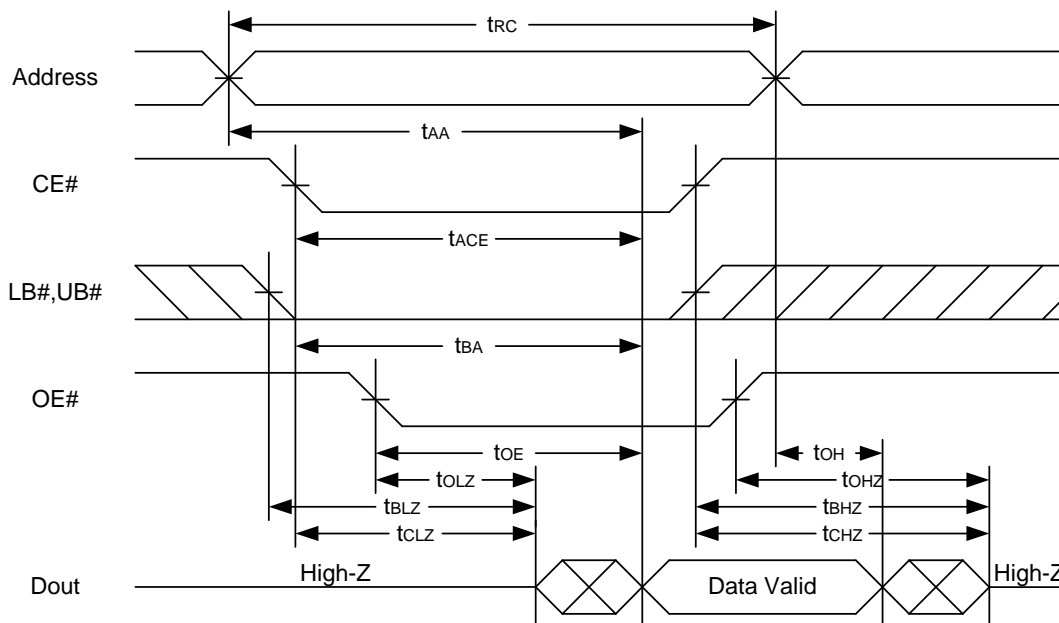 tRC
Address
tAA
CE#
tACE
LB#,UB#
tBA
OE#
tOE
tOH
tOLZ
tOHZ
tBLZ
tBHZ
tCLZ
tCHZ
High-Z
Dout
Data Valid
High-Z